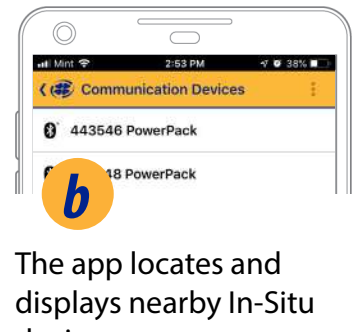 Mint 2:53 PM 38%
Communication Devices
443546 PowerPack
48 PowerPack
b
The app locates and
displays nearby In-Situ